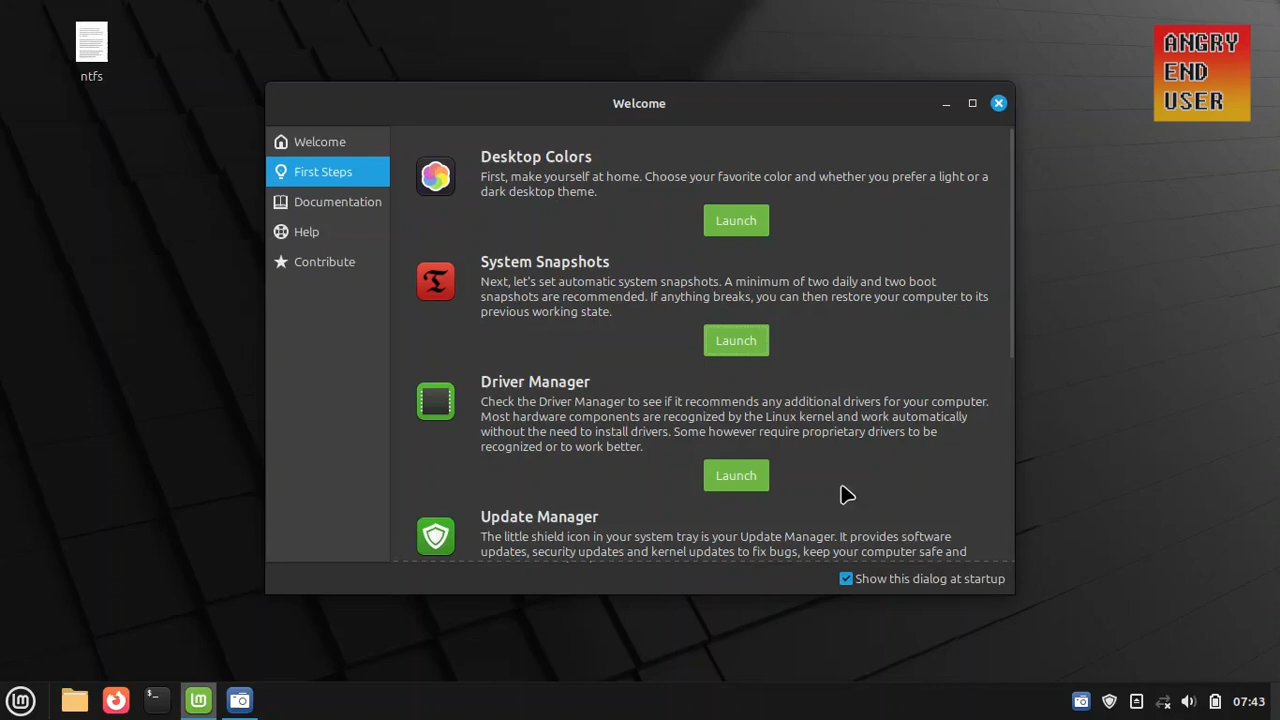 ntfs
ANGRY
END
USER
Welcome
Welcome
First Steps
Documentation
Help
Contribute
Desktop Colors
First, make yourself at home. Choose your favorite color and whether you prefer a light or a
dark desktop theme.
Launch
System Snapshots
Next, let's set automatic system snapshots. A minimum of two daily and two boot
snapshots are recommended. If anything breaks, you can then restore your computer to its
previous working state.
Launch
Driver Manager
Check the Driver Manager to see if it recommends any additional drivers for your computer.
Most hardware components are recognized by the Linux kernel and work automatically
without the need to install drivers. Some however require proprietary drivers to be
recognized or to work better.
Launch
Update Manager
The little shield icon in your system tray is your Update Manager. It provides software
updates, security updates and kernel updates to fix bugs, keep your computer safe and
Show this dialog at startup
07:43